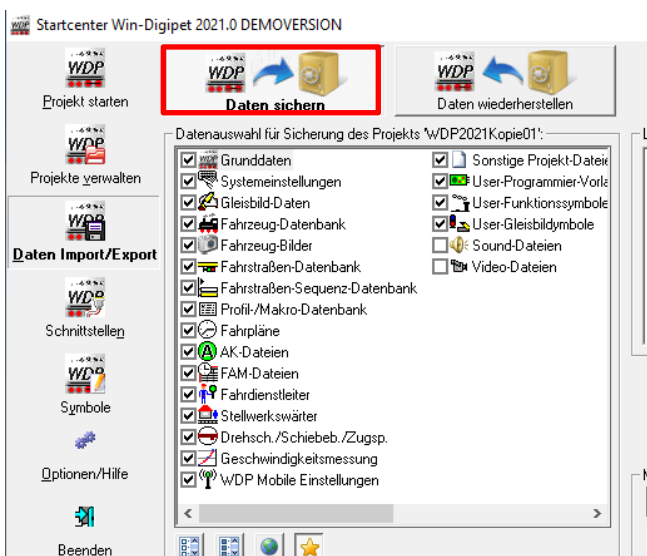 Startcenter Win-Digipet 2021.0 DEMOVERSION
WDP
Projekt starten
WDP
Projekte verwalten
WDP
Daten Import/Export
WDP
Schnittstellen
WDP
Symbole
Optionen/Hilfe
Beenden
WDP
Daten sichern
WDP
Daten wiederherstellen
Datenauswahl für Sicherung des Projekts 'WDP2021Kopie01':
Grunddaten
Systemeinstellungen
Gleisbild-Daten
Fahrzeug-Datenbank
Fahrzeug-Bilder
Fahrstraßen-Datenbank
Fahrstraßen-Sequenz-Datenbank
Profil-/Makro-Datenbank
Fahrpläne
AK-Dateien
FAM-Dateien
Fahrdienstleiter
Stellwerkswärter
Drehsch./Schiebeb./Zugsp.
Geschwindigkeitsmessung
WDP Mobile Einstellungen
Sonstige Projekt-Dateie
User-Programmier-Vorla
User-Funktionssymbole
User-Gleisbildymbole
Sound-Dateien
Video-Dateien